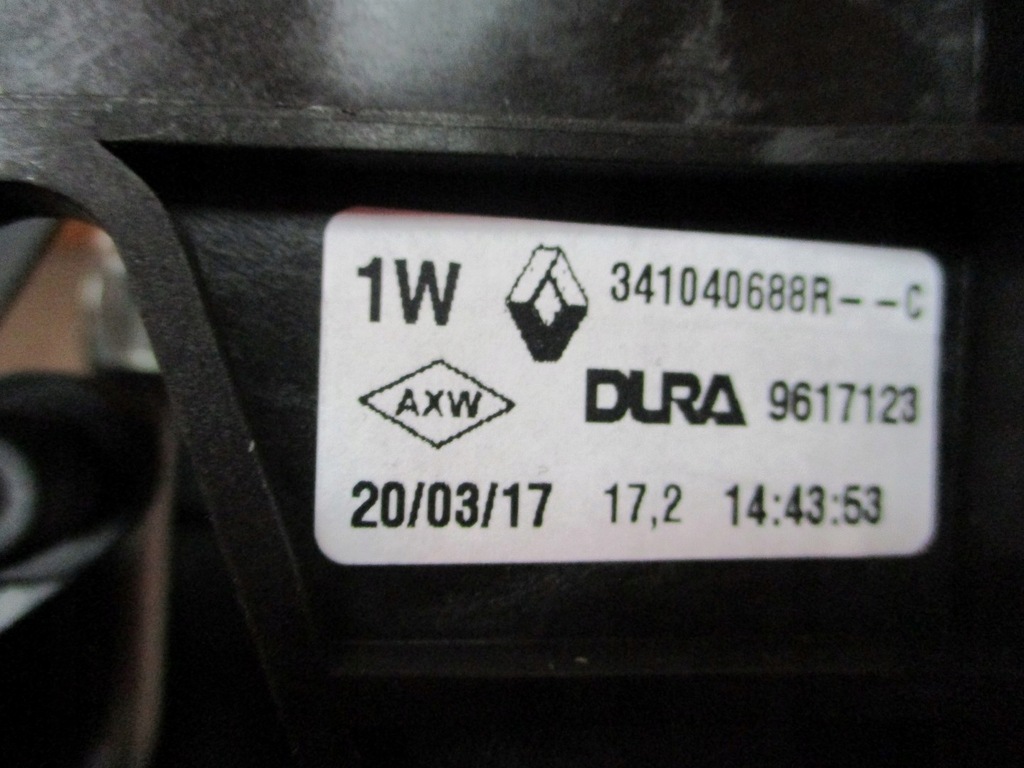 1W 341040688R--C
AXW DURA 9617123
20/03/17 17,2 14:43:53